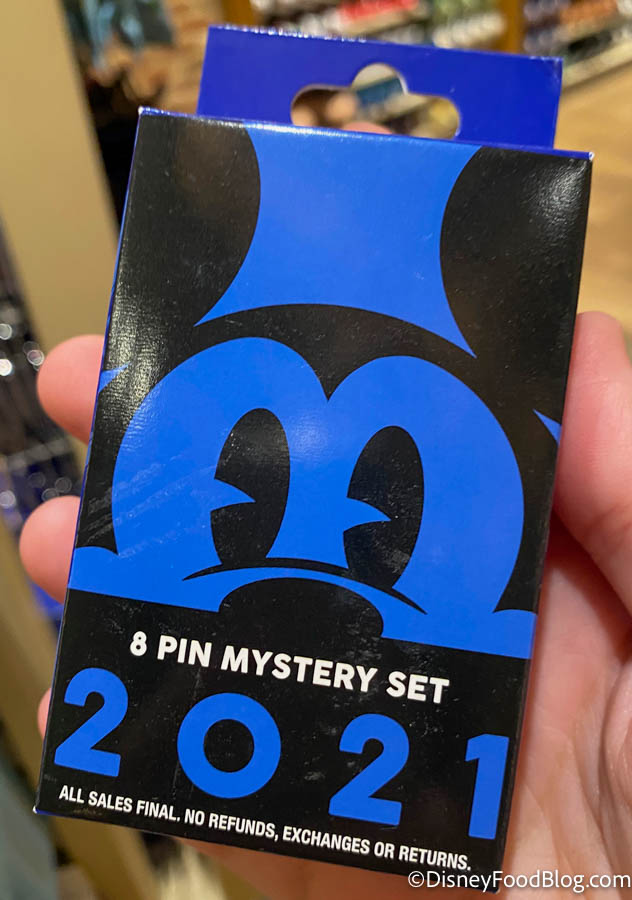 8 PIN MYSTERY SET
2021
ALL SALES FINAL. NO REFUNDS, EXCHANGES OR RETURNS.
©DisneyFoodBlog.com